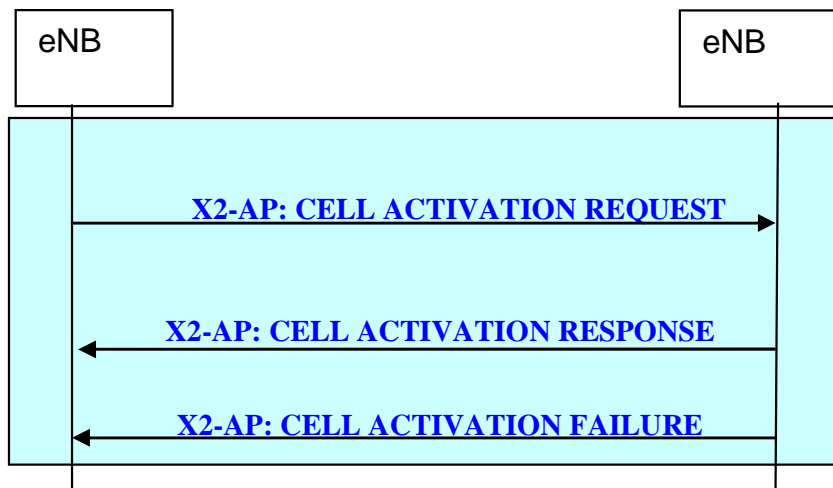 eNB
eNB
X2-AP: CELL ACTIVATION REQUEST
X2-AP: CELL ACTIVATION RESPONSE
X2-AP: CELL ACTIVATION FAILURE